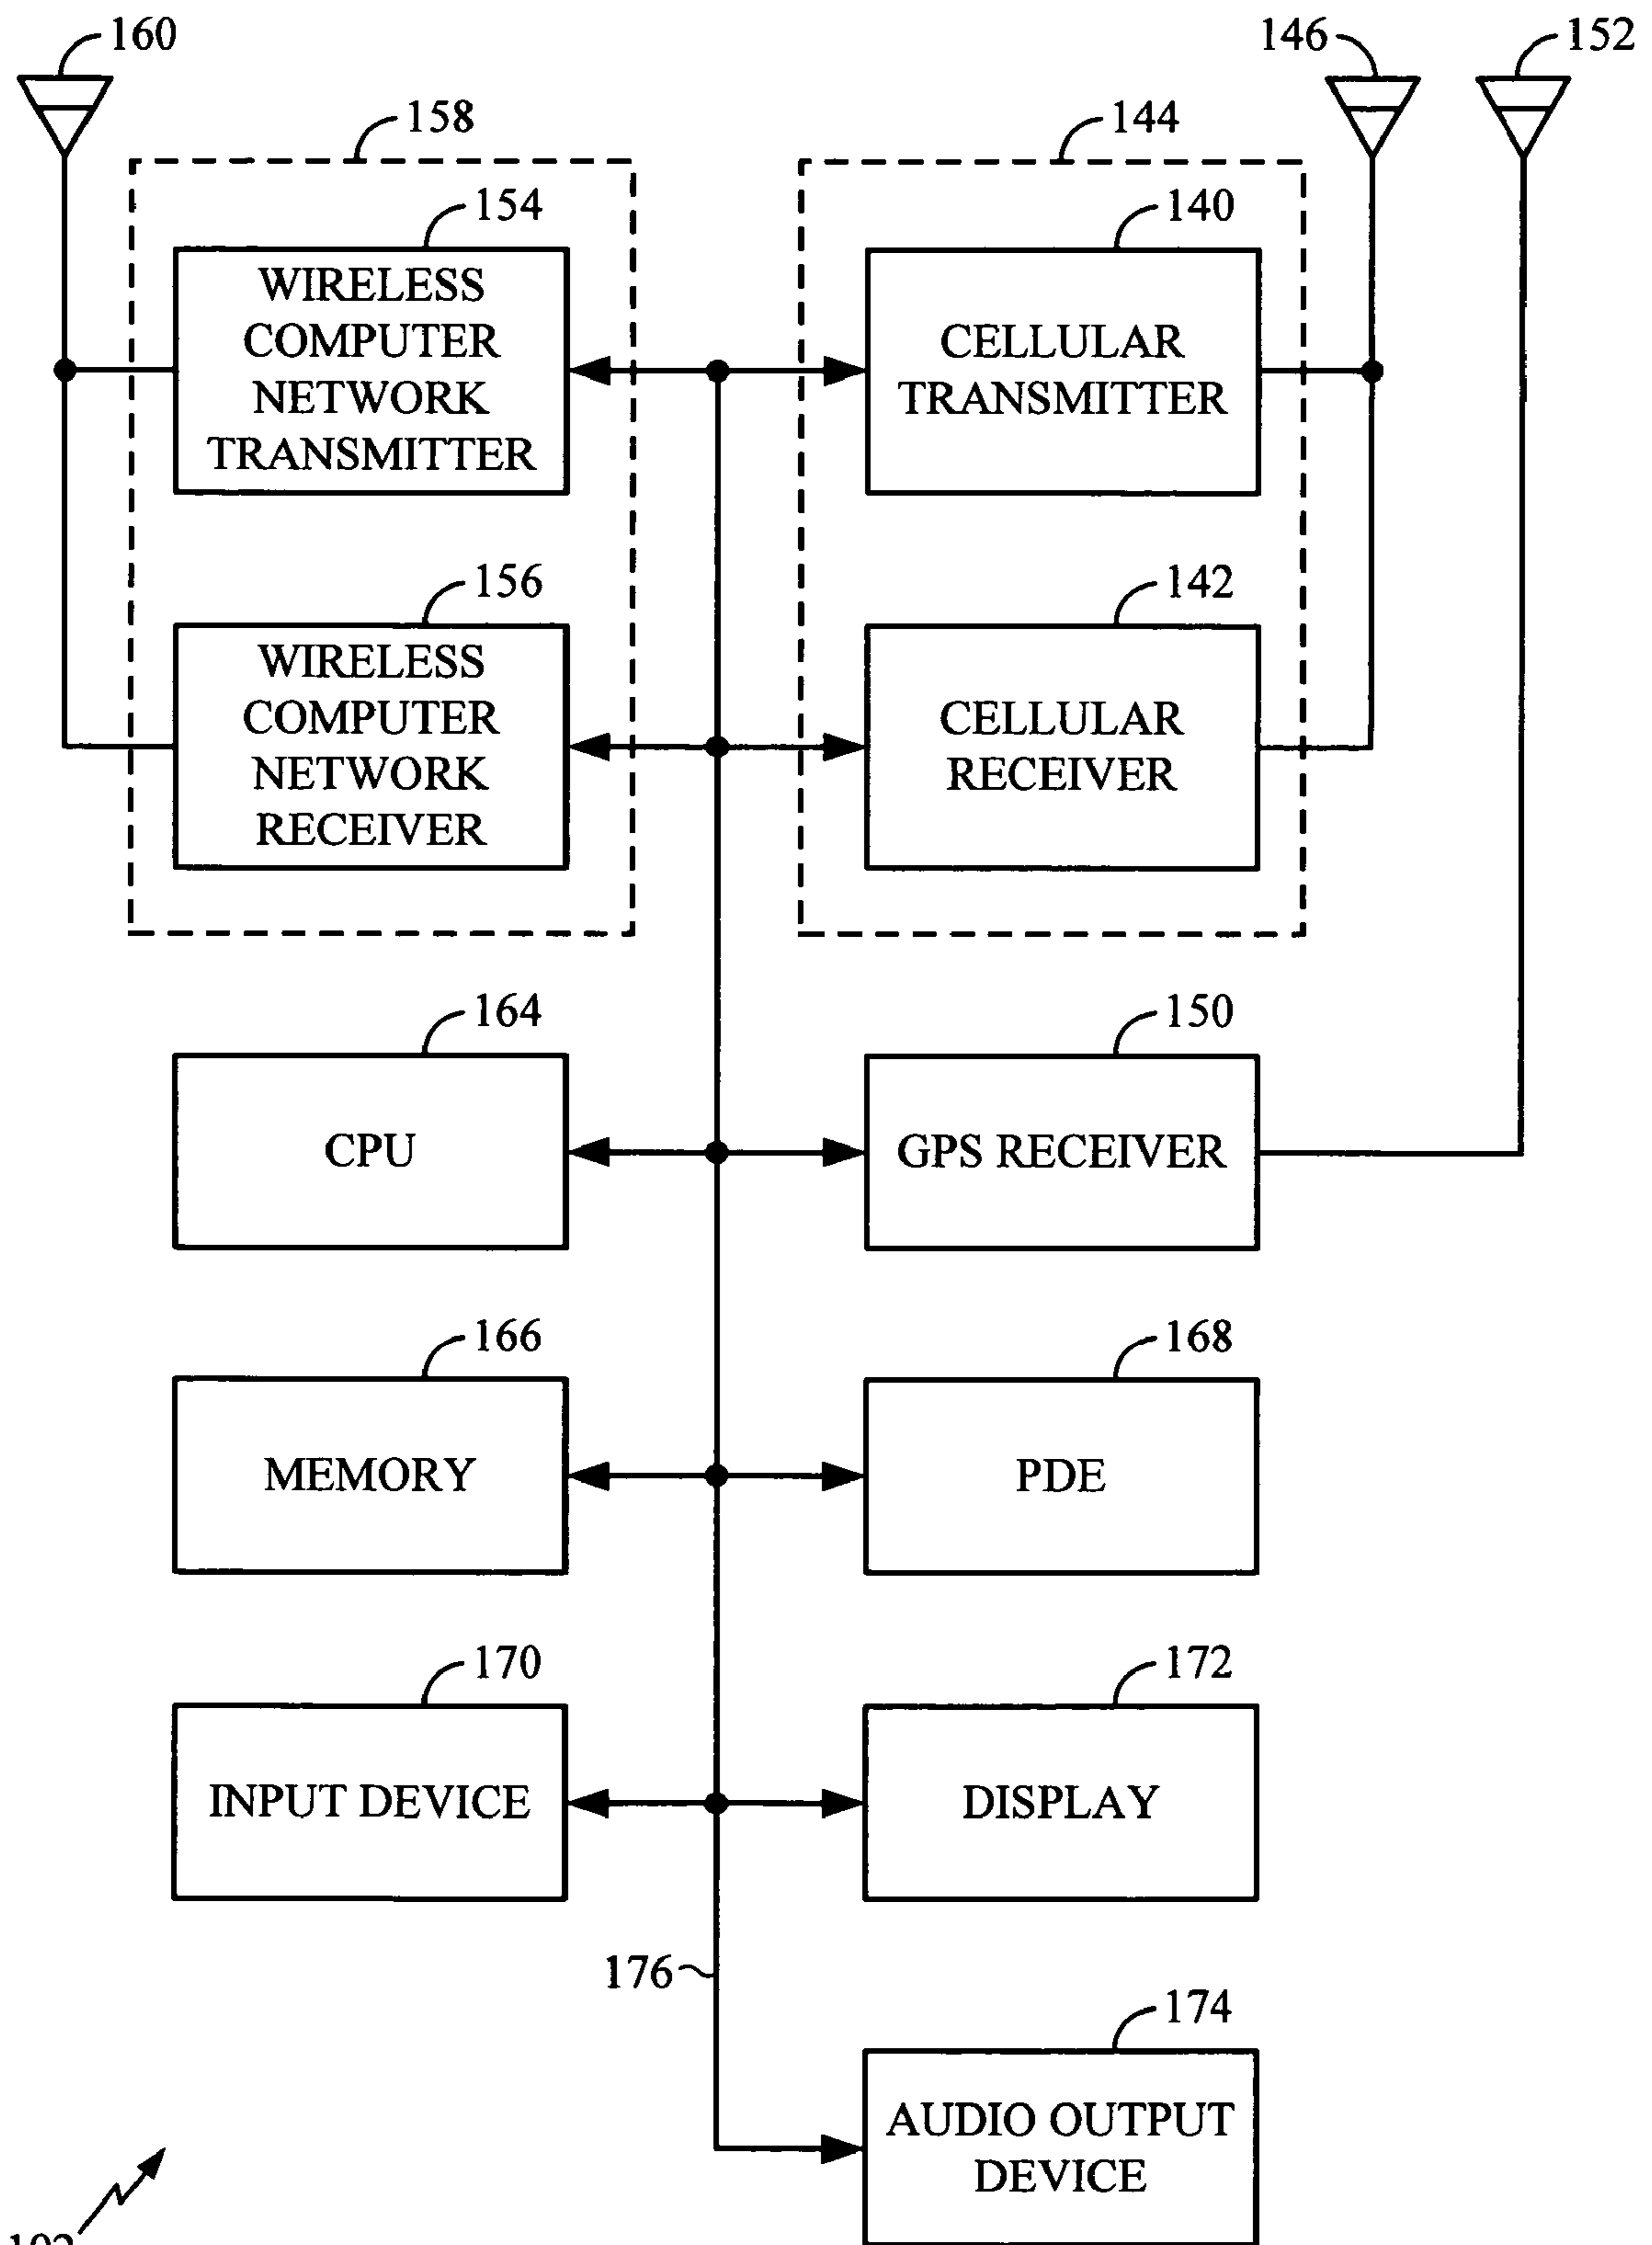 160
146
152
158
144
154
140
WIRELESS
COMPUTER
NETWORK
TRANSMITTER
CELLULAR
TRANSMITTER
156
142
WIRELESS
COMPUTER
NETWORK
RECEIVER
CELLULAR
RECEIVER
164
150
CPU
GPS RECEIVER
166
168
MEMORY
PDE
170
172
INPUT DEVICE
DISPLAY
176
174
AUDIO OUTPUT
DEVICE